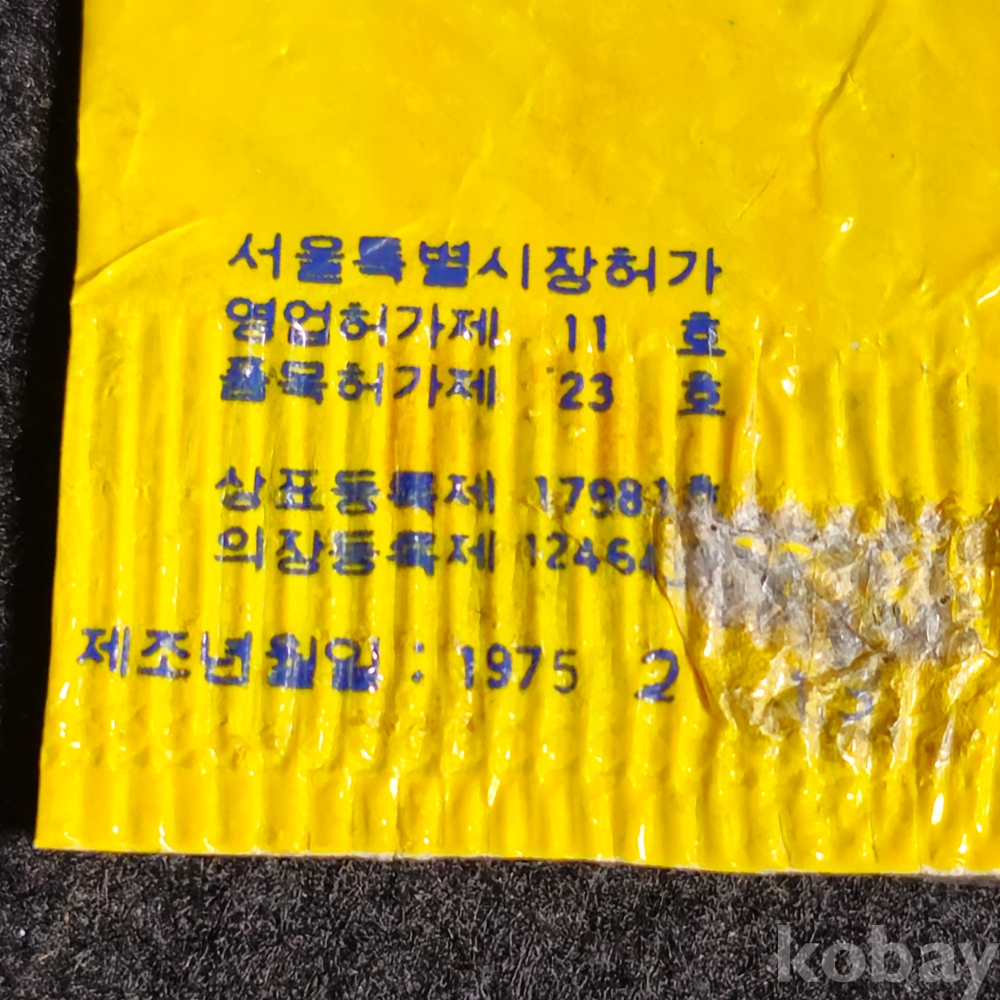 서울특별시장허가
영업허가제 11 호
품목허가제 23 호
상표등록제
의장등록제
제조년월일 : 1975 2
kobay